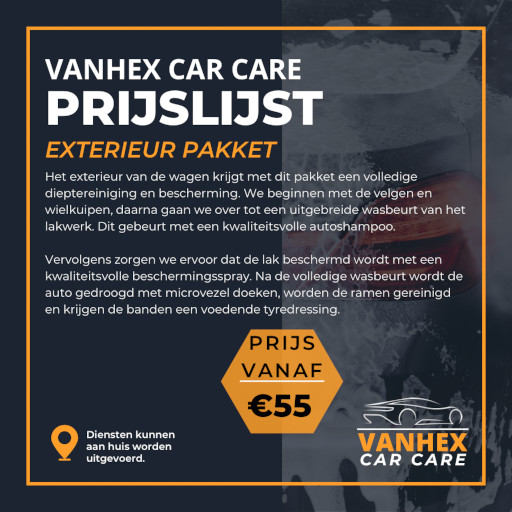 VANHEX CAR CARE
PRIJSLIJST
EXTERIEUR PAKKET
Het exterieur van de wagen krijgt met dit pakket een volledige
dieptereiniging en bescherming. We beginnen met de velgen en
wielkuipen, daarna gaan we over tot een uitgebreide wasbeurt van het
lakwerk. Dit gebeurt met een kwaliteitsvolle autoshampoo.
Vervolgens zorgen we ervoor dat de lak beschermd wordt met een
kwaliteitsvolle beschermingsspray. Na de volledige wasbeurt wordt de
auto gedroogd met microvezel doeken, worden de ramen gereinigd
en krijgen de banden een voedende tyredressing.
PRIJS
VANAF
€55
Diensten kunnen
aan huis worden
uitgevoerd.
VANHEX
CAR CARE